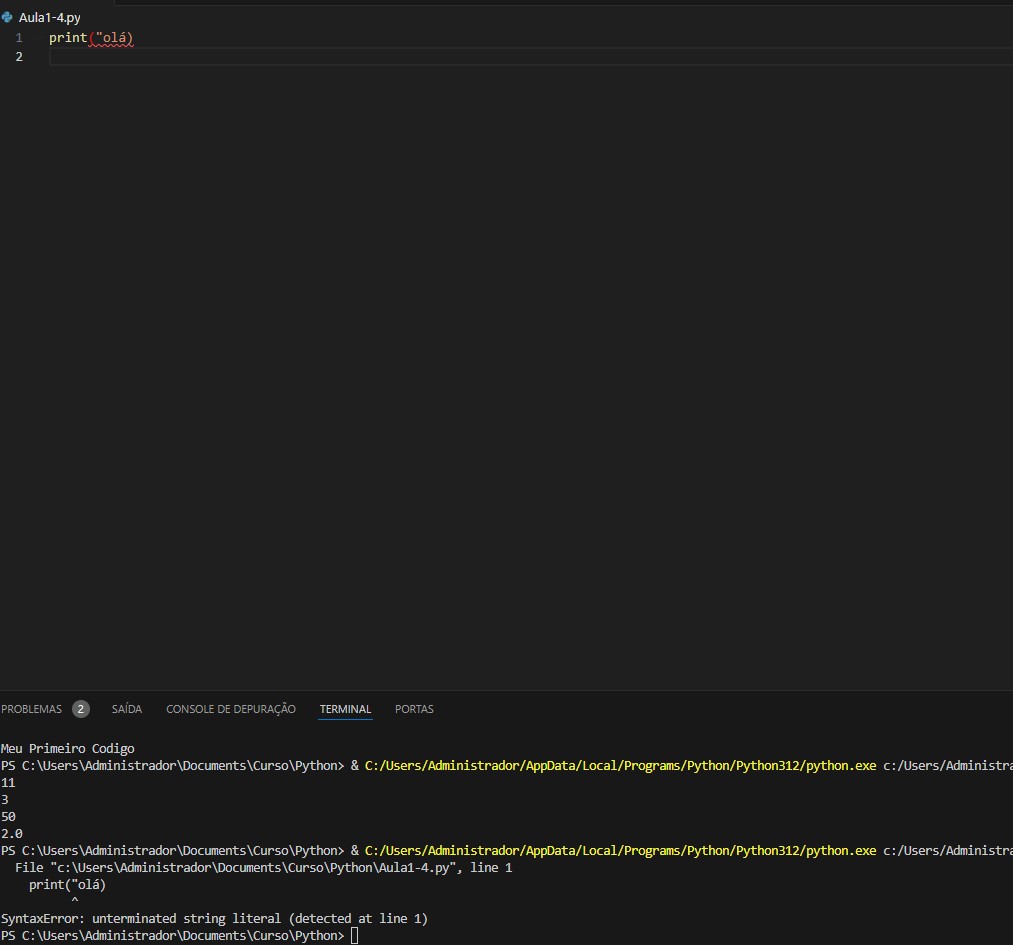 Aula1-4.py
1 print("olá)
2
PROBLEMAS 2 SAÍDA CONSOLE DE DEPURAÇÃO TERMINAL PORTAS
Meu Primeiro Codigo
PS C:\Users\Administrador\Documents\Curso\Python> & C:/Users/Administrador/AppData/Local/Programs/Python/Python312/python.exe c:/Users/Administra
11
3
50
2.0
PS C:\Users\Administrador\Documents\Curso\Python> & C:/Users/Administrador/AppData/Local/Programs/Python/Python312/python.exe c:/Users/Administra
  File "c:\Users\Administrador\Documents\Curso\Python\Aula1-4.py", line 1
    print("olá)
          ^
SyntaxError: unterminated string literal (detected at line 1)
PS C:\Users\Administrador\Documents\Curso\Python>